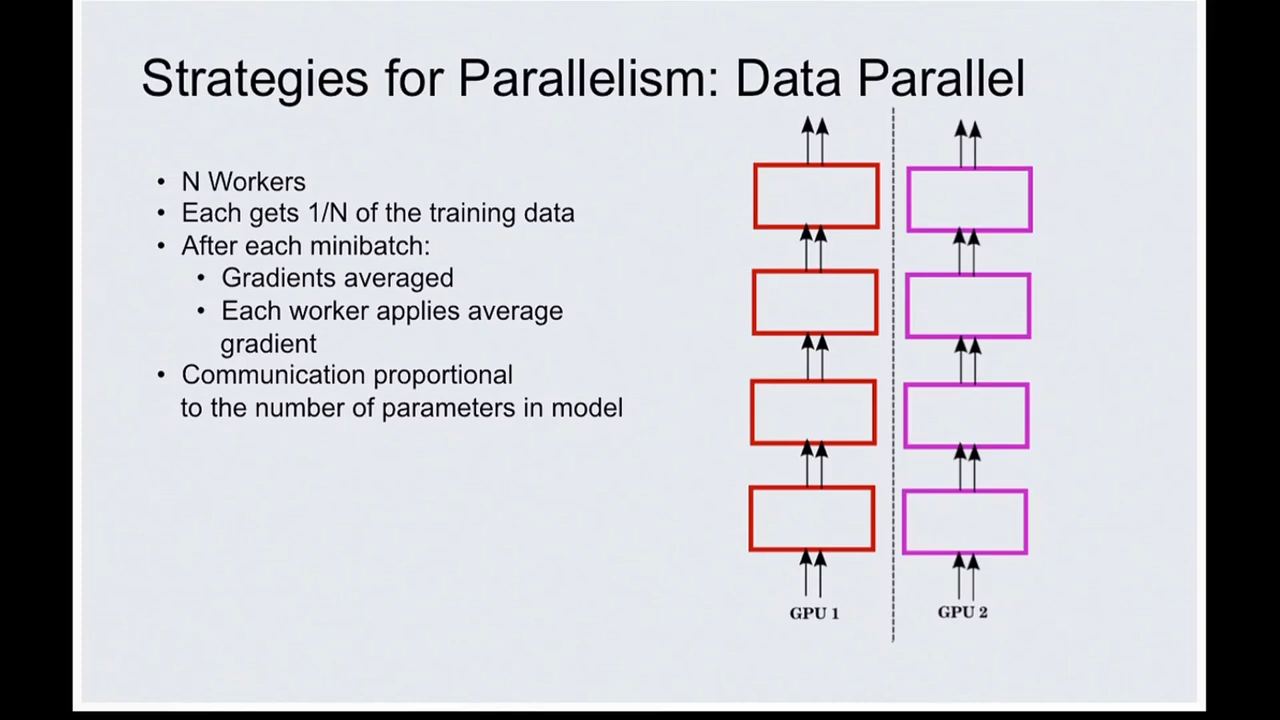 Strategies for Parallelism: Data Parallel
• N Workers
• Each gets 1/N of the training data
• After each minibatch:
• Gradients averaged
• Each worker applies average
gradient
• Communication proportional
to the number of parameters in model
GPU 1
GPU 2